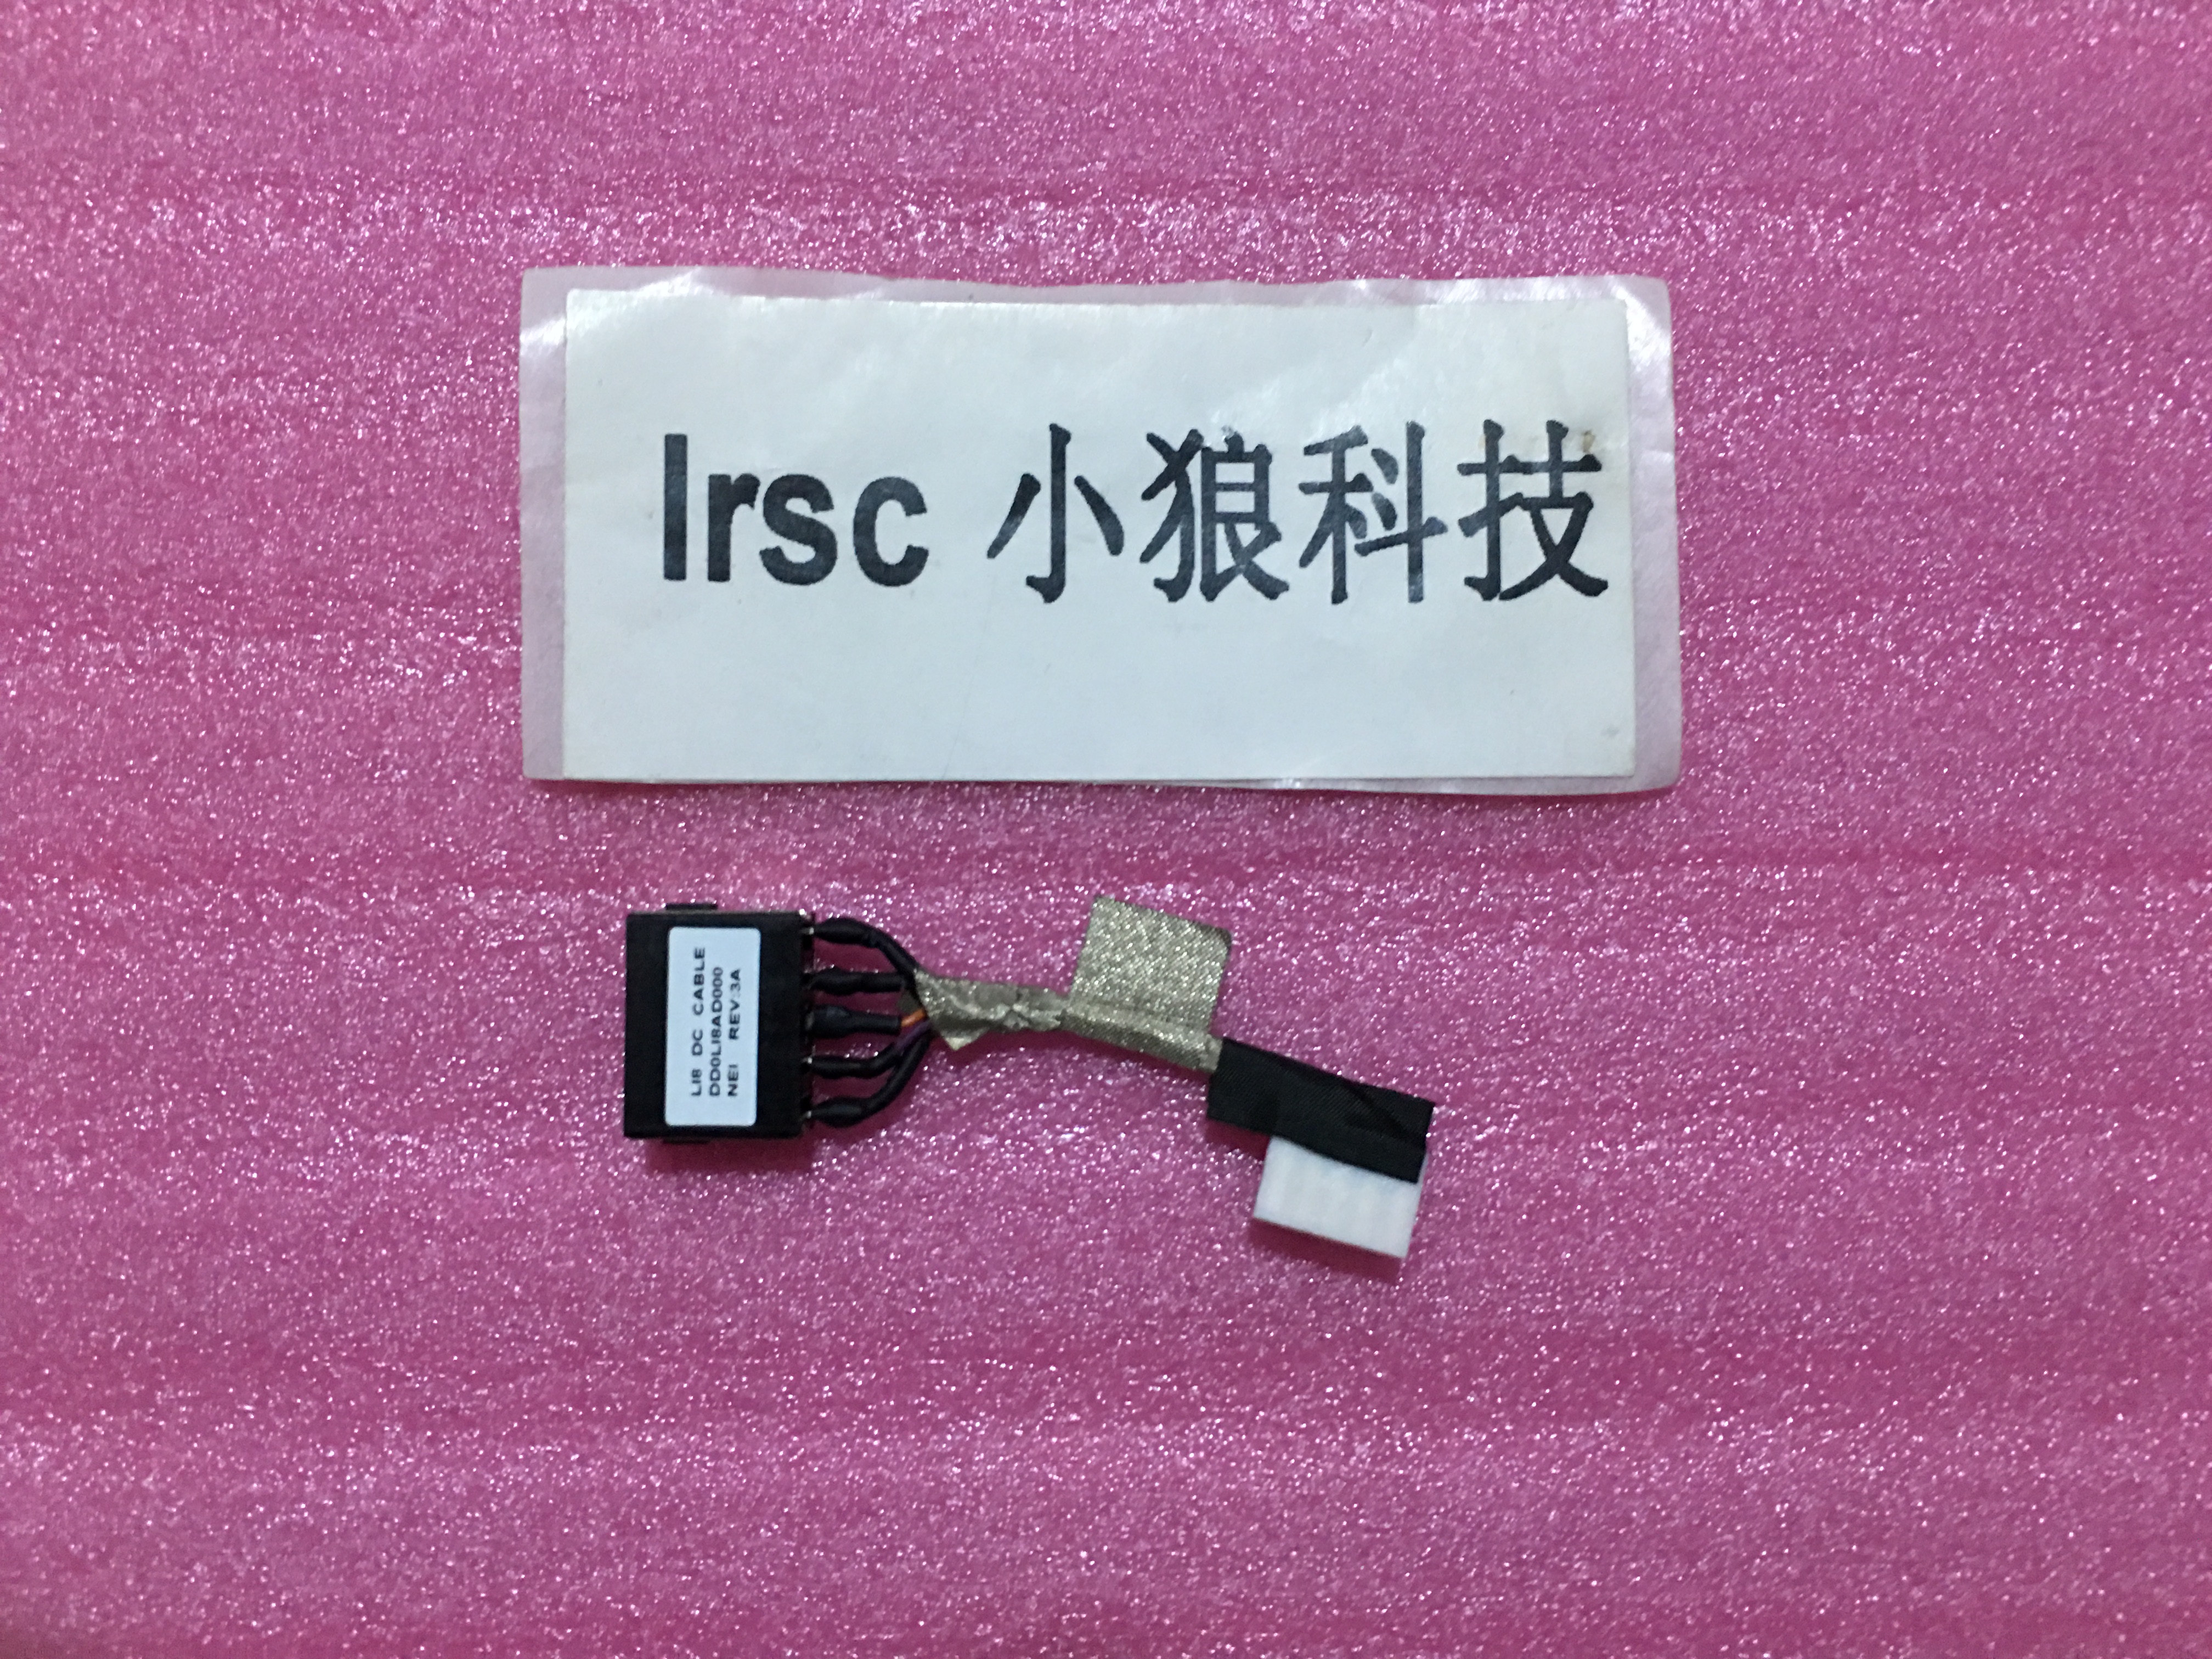 lrsc 小狼科技
LI8 DC CABLE
DD0LI8AD000
NEI REV:3A